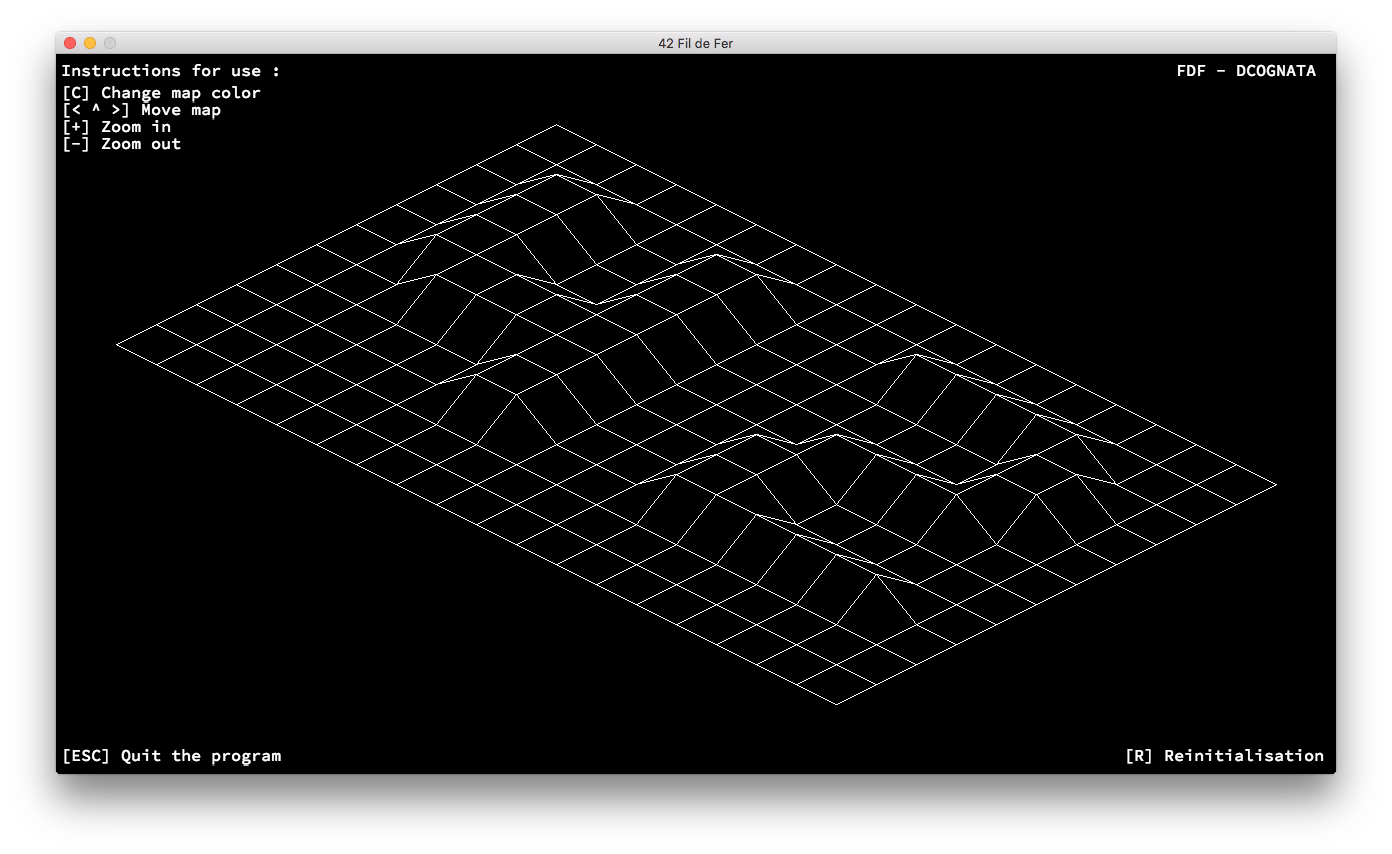 42 Fil de Fer
Instructions for use :
FDF - DCOGNATA
[C] Change map color
[< ^ >] Move map
[+] Zoom in
[-] Zoom out
[ESC] Quit the program
[R] Reinitialisation